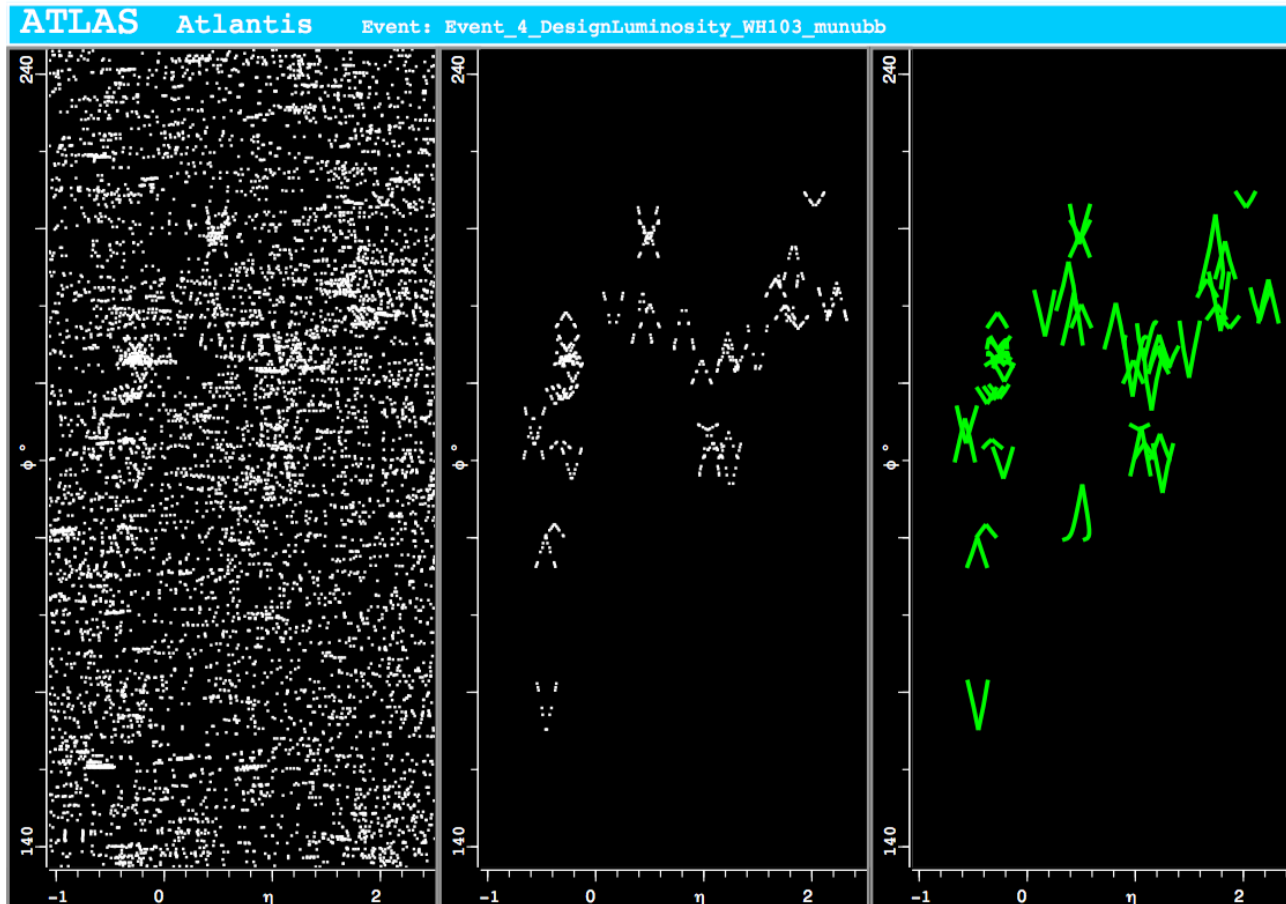 ATLAS Atlantis Event: Event_4_DesignLuminosity_WH103_munubb
240 240 240
ϕ° ϕ° ϕ°
140 140 140
-1 0 η 2 -1 0 η 2 -1 0 η 2